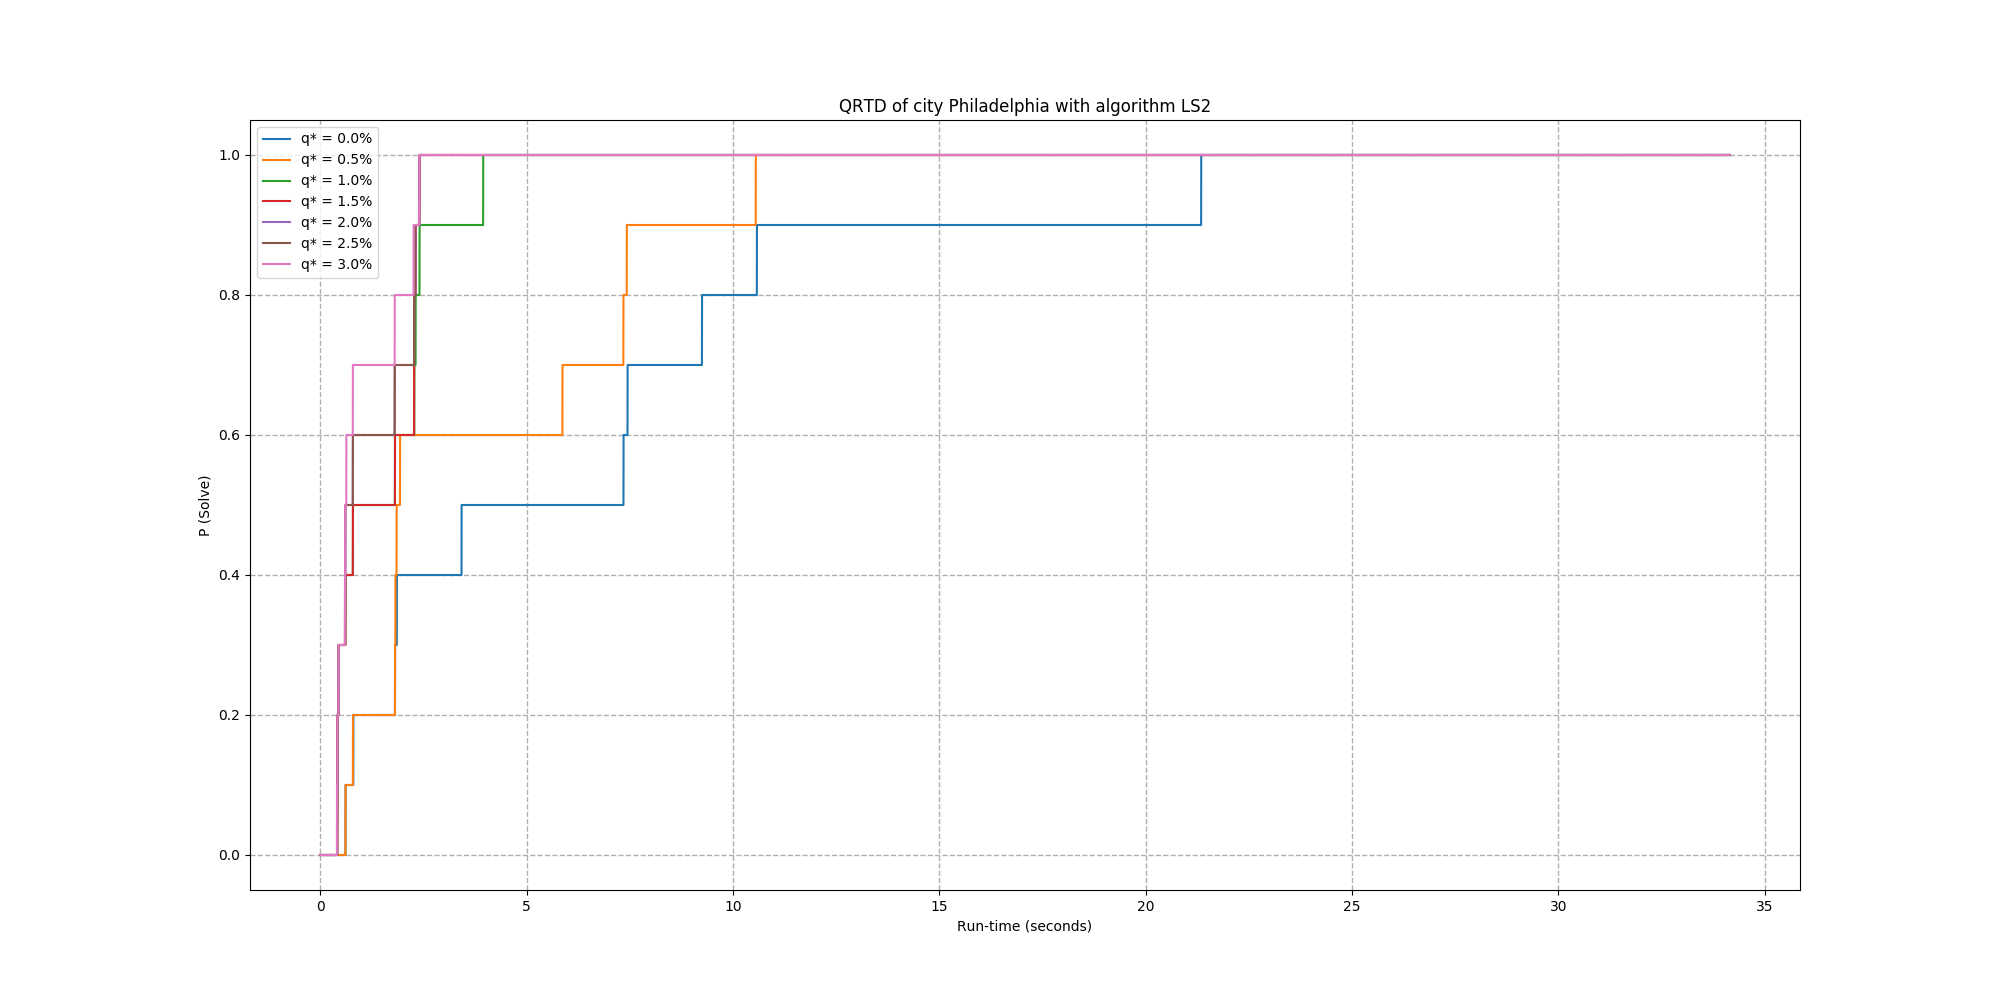 QRTD of city Philadelphia with algorithm LS2
q* = 0.0%
q* = 0.5%
q* = 1.0%
q* = 1.5%
q* = 2.0%
q* = 2.5%
q* = 3.0%
1.0
0.8
0.6
0.4
0.2
0.0
P (Solve)
0 5 10 15 20 25 30 35
Run-time (seconds)